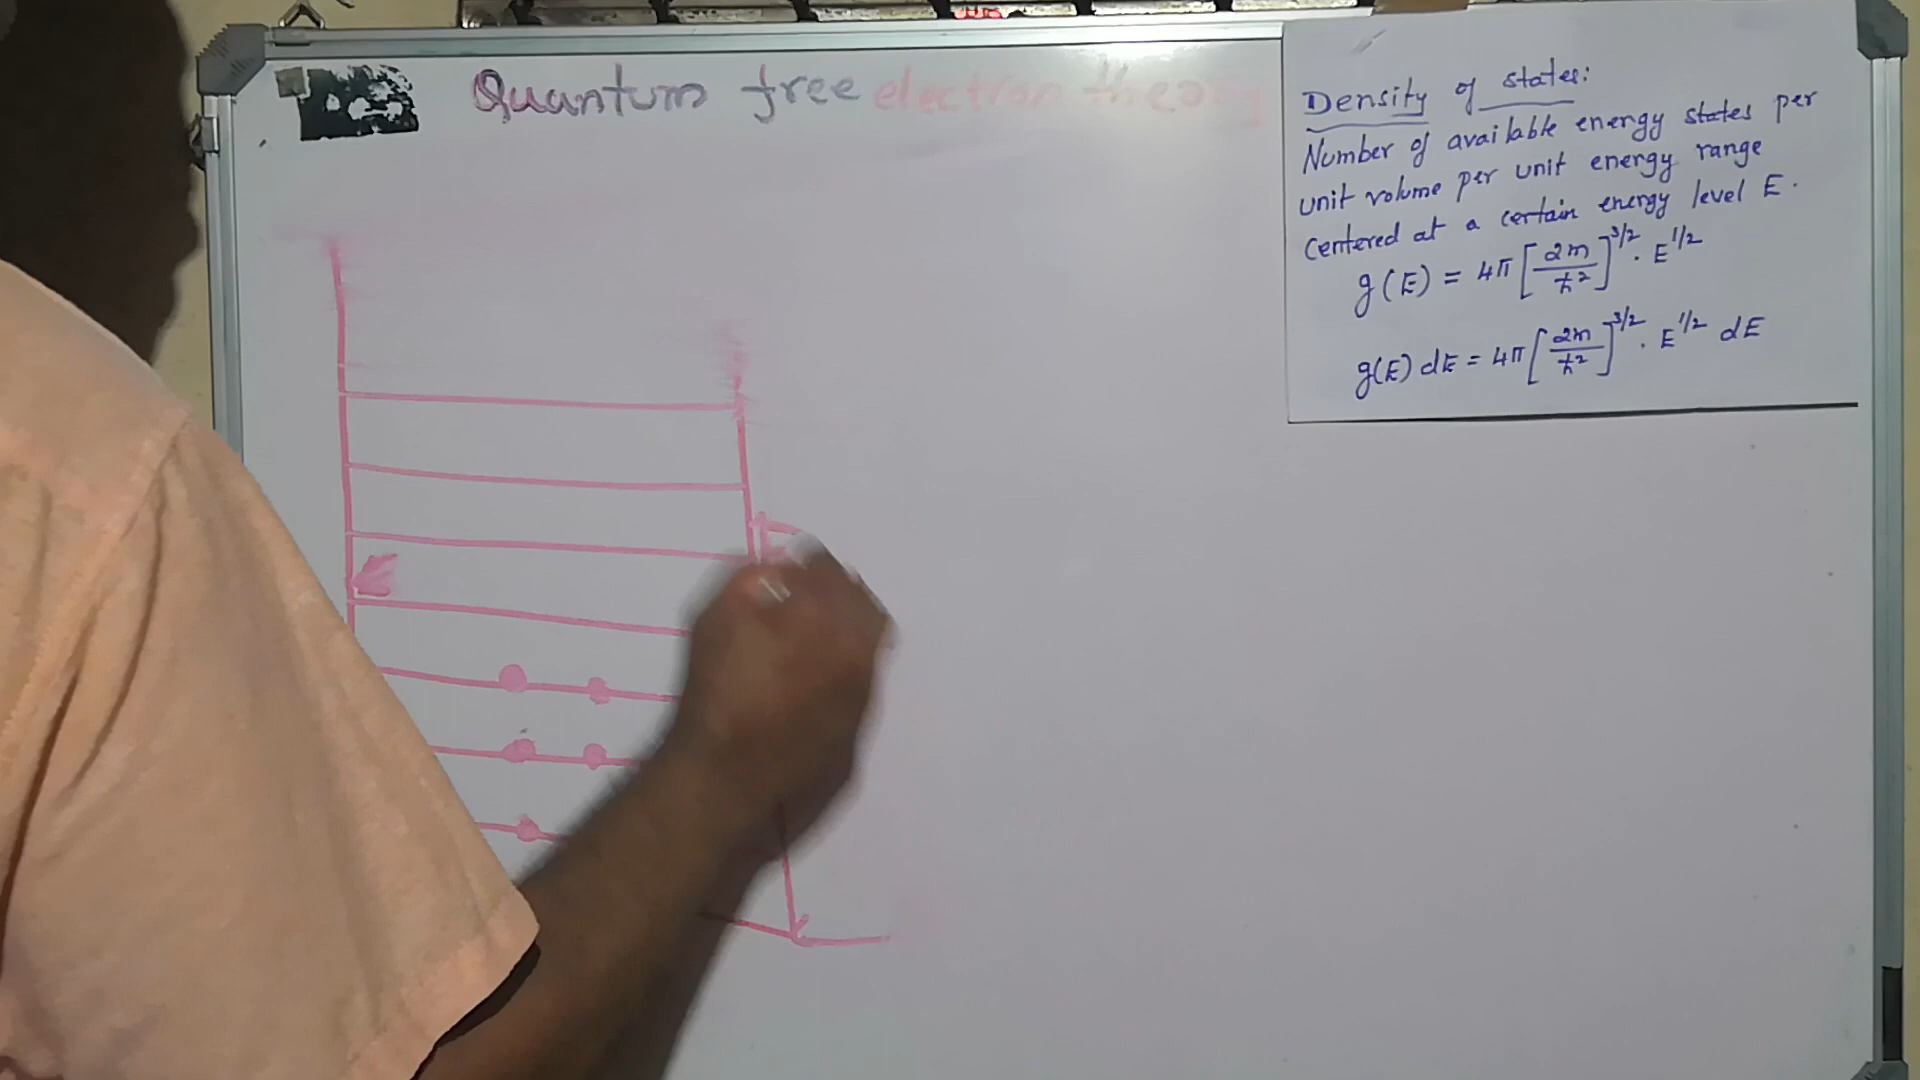 Quantum free electron theory
Density of states:
Number of available energy states per
unit volume per unit energy range
centered at a certain energy level E.
g(E) = 4π [2m/ℏ²]^3/2 . E^1/2
g(E) dE = 4π [2m/ℏ²]^3/2 . E^1/2 dE